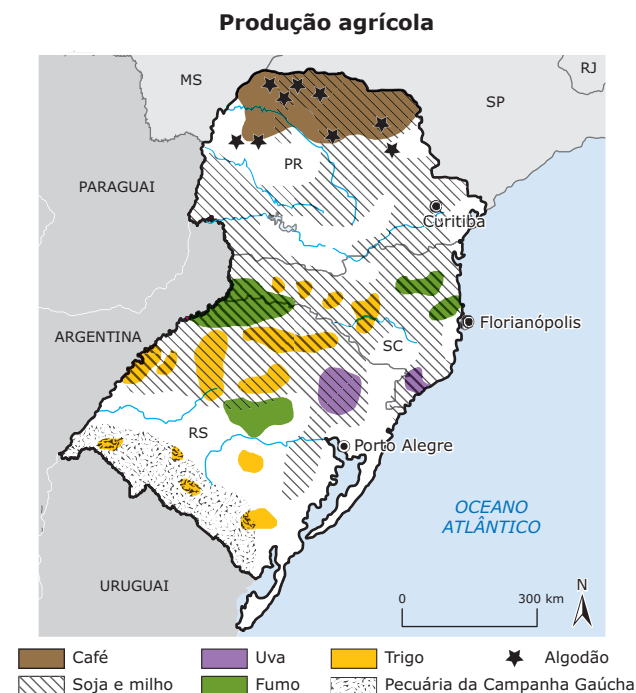 Produção agrícola
MS
RJ
SP
PR
PARAGUAI
Curitiba
ARGENTINA
Florianópolis
SC
RS
Porto Alegre
OCEANO
ATLÂNTICO
URUGUAI
N
0 300 km
Café Uva Trigo Algodão
Soja e milho Fumo Pecuária da Campanha Gaúcha